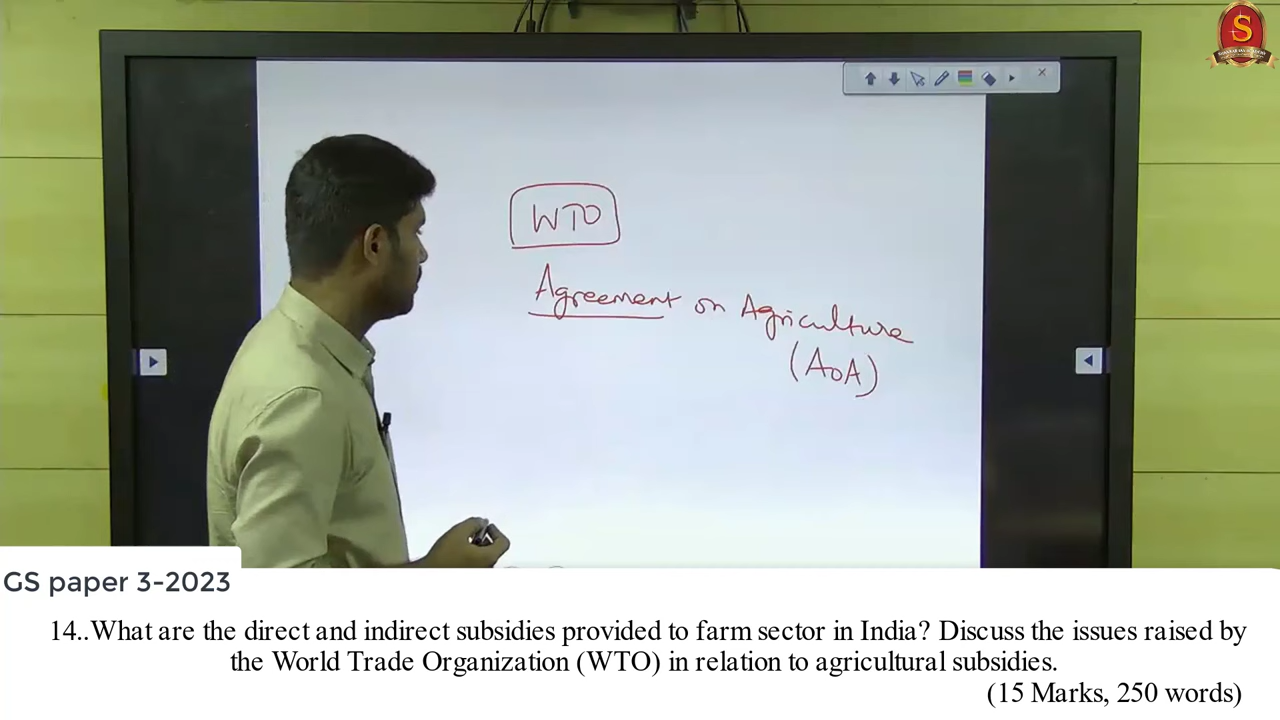 S
WTO
Agreement on Agriculture
(AoA)
GS paper 3-2023
14..What are the direct and indirect subsidies provided to farm sector in India? Discuss the issues raised by
the World Trade Organization (WTO) in relation to agricultural subsidies.
(15 Marks, 250 words)